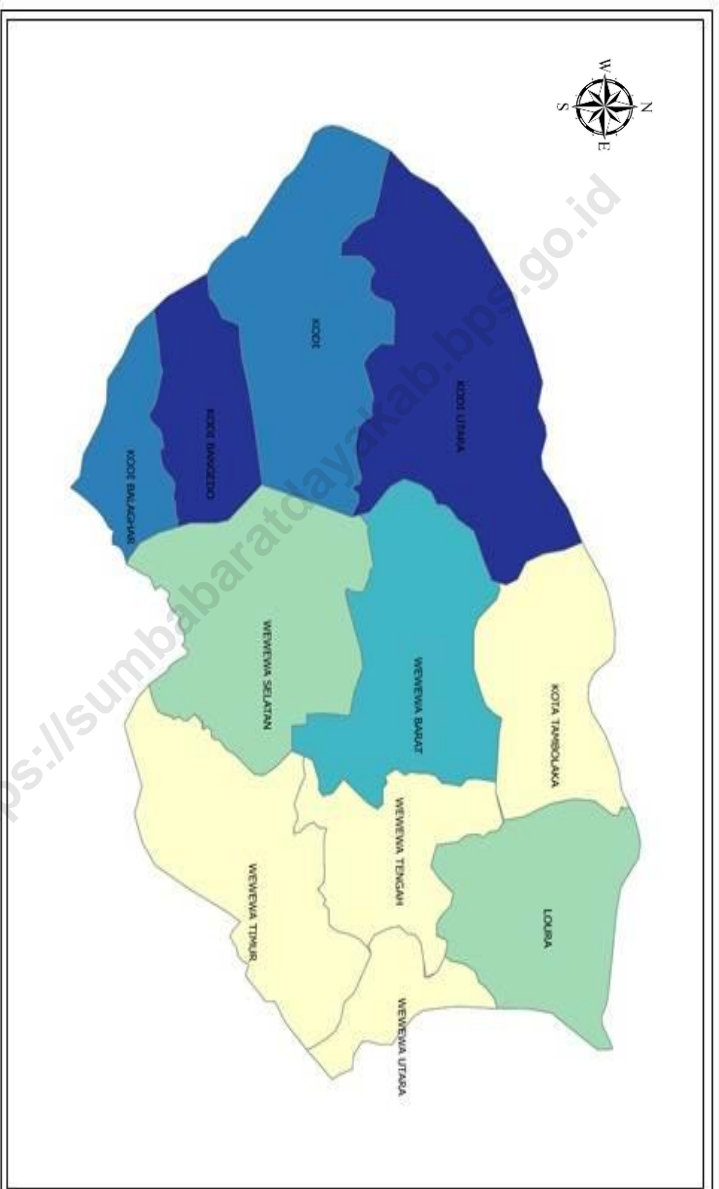 N
W
E
S
KODI UTARA
KODI
KODI BANGEDO
KODI BALAGHAR
KOTA TAMBOLAKA
WEWEWA BARAT
WEWEWA SELATAN
LOURA
WEWEWA TENGAH
WEWEWA TIMUR
WEWEWA UTARA
ps://sumbabaratdayakab.bps.go.id